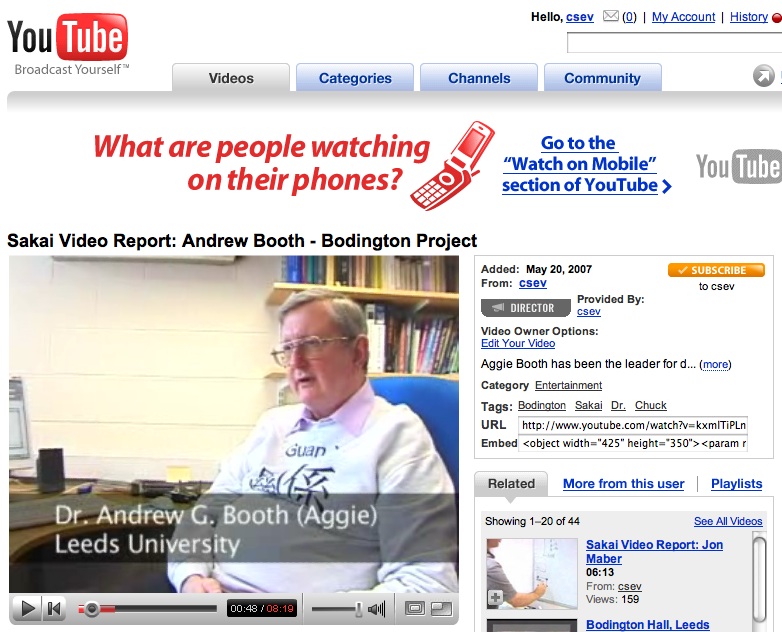 Hello, csev (0) | My Account | History
YouTube
Broadcast Yourself™
Videos Categories Channels Community
What are people watching
on their phones?
Go to the
"Watch on Mobile"
section of YouTube
YouTube
Sakai Video Report: Andrew Booth - Bodington Project
Guan
係
Dr. Andrew G. Booth (Aggie)
Leeds University
00:48 / 08:19
Added: May 20, 2007
From: csev
SUBSCRIBE
to csev
DIRECTOR
Provided By:
csev
Video Owner Options:
Edit Your Video
Aggie Booth has been the leader for d... (more)
Category Entertainment
Tags: Bodington Sakai Dr. Chuck
URL http://www.youtube.com/watch?v=kxmITiPLn
Embed <object width="425" height="350"><param r
Related More from this user | Playlists
Showing 1-20 of 44 See All Videos
Sakai Video Report: Jon
Maber
06:13
From: csev
Views: 159
Bodington Hall, Leeds